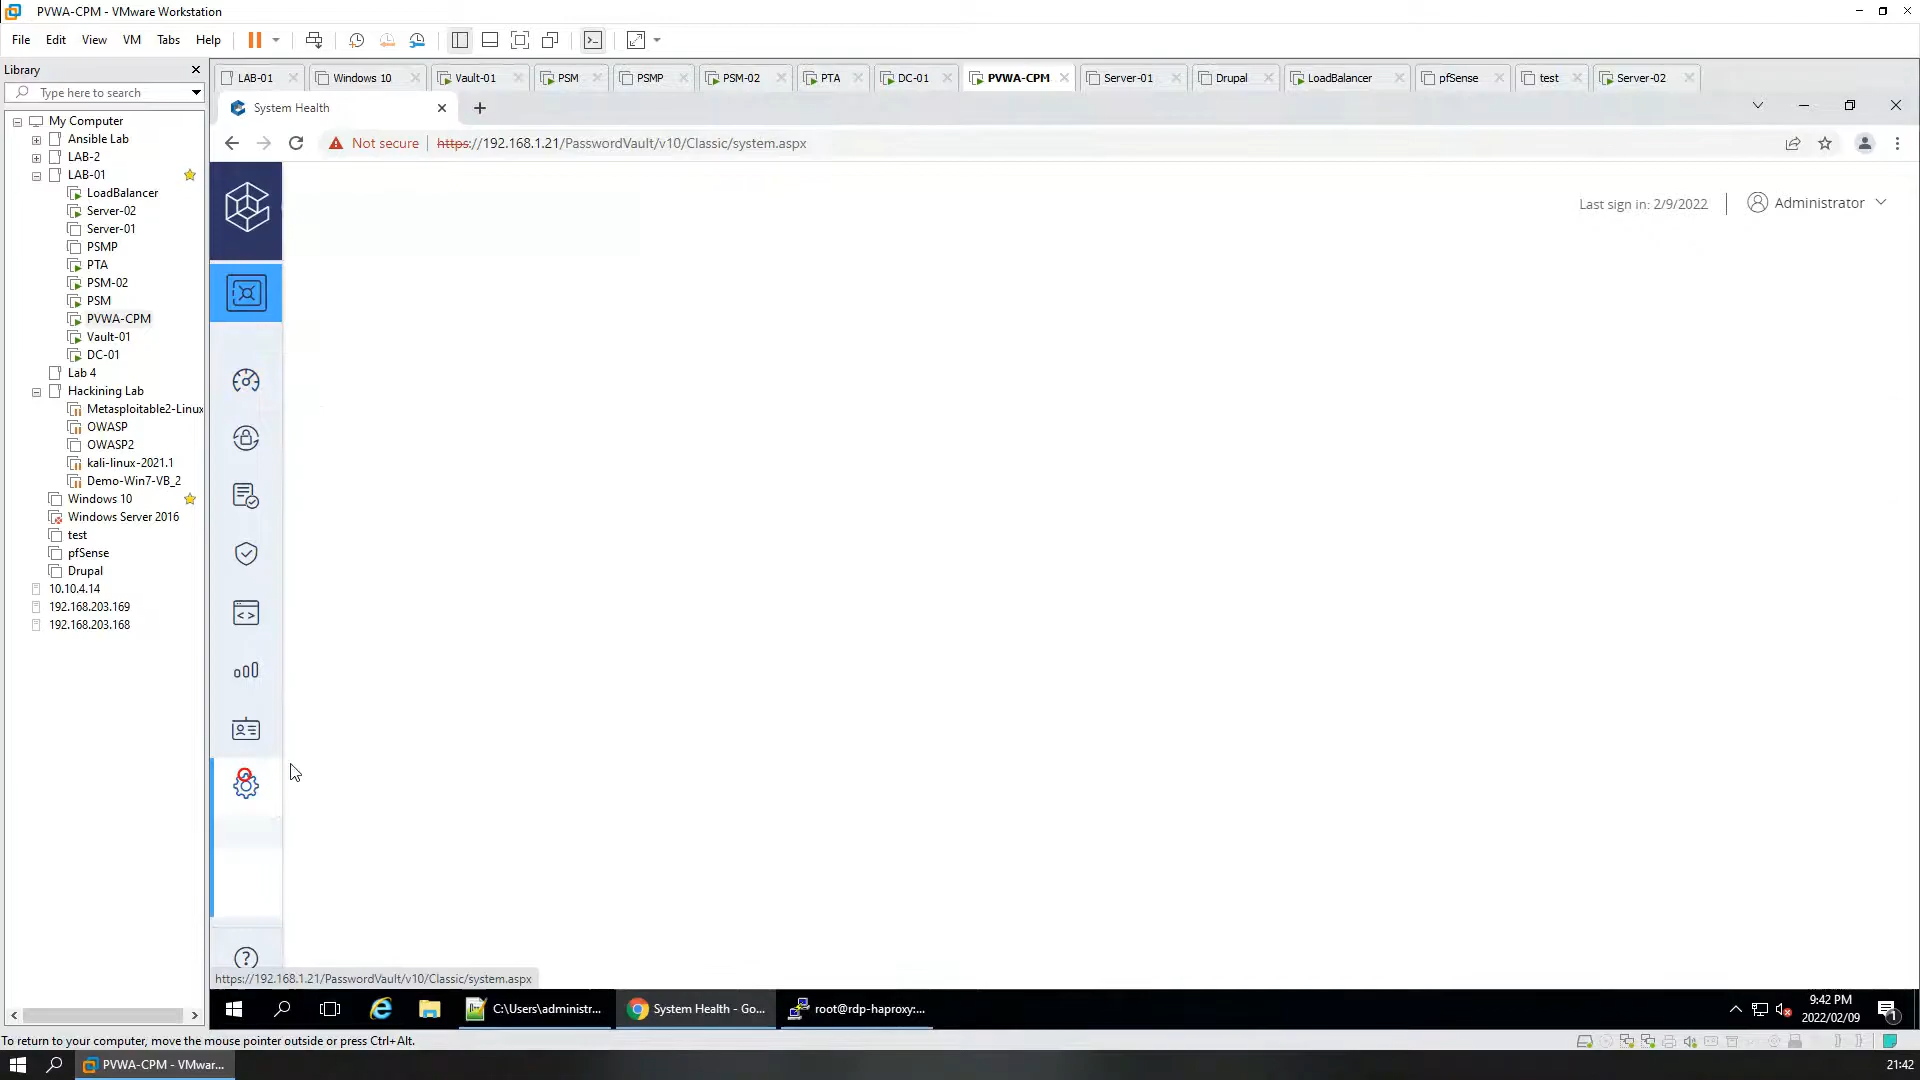 PVWA-CPM - VMware Workstation
File Edit View VM Tabs Help
Library
Type here to search
My Computer
Ansible Lab
LAB-2
LAB-01
LoadBalancer
Server-02
Server-01
PSMP
PTA
PSM-02
PSM
PVWA-CPM
Vault-01
DC-01
Lab 4
Hackining Lab
Metasploitable2-Linux
OWASP
OWASP2
kali-linux-2021.1
Demo-Win7-VB_2
Windows 10
Windows Server 2016
test
pfSense
Drupal
10.10.4.14
192.168.203.169
192.168.203.168
LAB-01 Windows 10 Vault-01 PSM PSMP PSM-02 PTA DC-01 PVWA-CPM Server-01 Drupal LoadBalancer pfSense test Server-02
System Health
Not secure https://192.168.1.21/PasswordVault/v10/Classic/system.aspx
Last sign in: 2/9/2022 Administrator
https://192.168.1.21/PasswordVault/v10/Classic/system.aspx
C:\Users\administr... System Health - Go... root@rdp-haproxy:...
9:42 PM
2022/02/09
1
To return to your computer, move the mouse pointer outside or press Ctrl+Alt.
PVWA-CPM - VMwar...
21:42